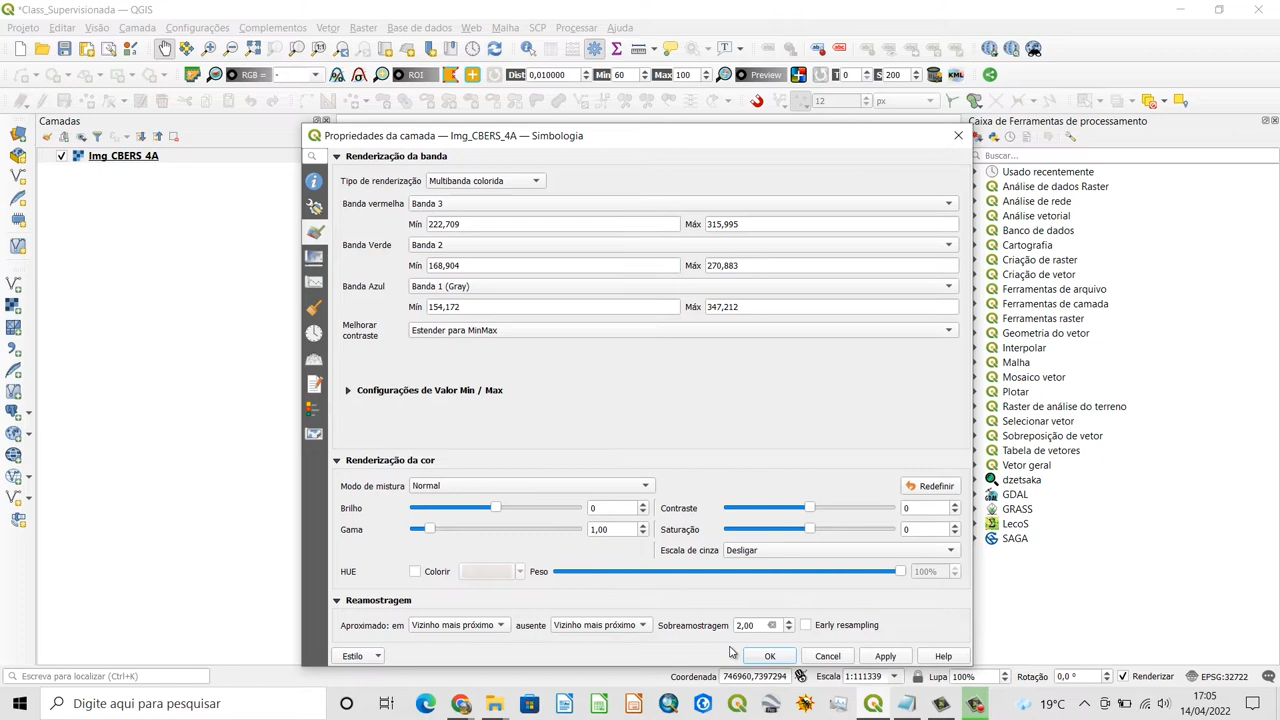 *Class_Supervisionada — QGIS
Projeto Editar Visão Camada Configurações Complementos Vetor Raster Base de dados Web Malha SCP Processar Ajuda
RGB = - ROI Dist 0,010000 Min 60 Max 100 Preview T 0 S 200 KML
12 px
Camadas
Img_CBERS_4A
Propriedades da camada — Img_CBERS_4A — Simbologia
Renderização da banda
Tipo de renderização Multibanda colorida
Banda vermelha Banda 3
Mín 222,709 Máx 315,995
Banda Verde Banda 2
Mín 168,904 Máx 270,883
Banda Azul Banda 1 (Gray)
Mín 154,172 Máx 347,212
Melhorar
contraste Estender para MinMax
Configurações de Valor Min / Max
Renderização da cor
Modo de mistura Normal Redefinir
Brilho 0 Contraste 0
Gama 1,00 Saturação 0
Escala de cinza Desligar
HUE Colorir Peso 100%
Reamostragem
Aproximado: em Vizinho mais próximo ausente Vizinho mais próximo Sobreamostragem 2,00 Early resampling
Estilo OK Cancel Apply Help
Caixa de Ferramentas de processamento
Buscar...
Usado recentemente
Análise de dados Raster
Análise de rede
Análise vetorial
Banco de dados
Cartografia
Criação de raster
Criação de vetor
Ferramentas de arquivo
Ferramentas de camada
Ferramentas raster
Geometria do vetor
Interpolar
Malha
Mosaico vetor
Plotar
Raster de análise do terreno
Selecionar vetor
Sobreposição de vetor
Tabela de vetores
Vetor geral
dzetsaka
GDAL
GRASS
LecoS
SAGA
Escreva para localizar (Ctrl+K) Coordenada 746960,7397294 Escala 1:111339 Lupa 100% Rotação 0,0 ° Renderizar EPSG:32722
Digite aqui para pesquisar 19°C 17:05
14/04/2022